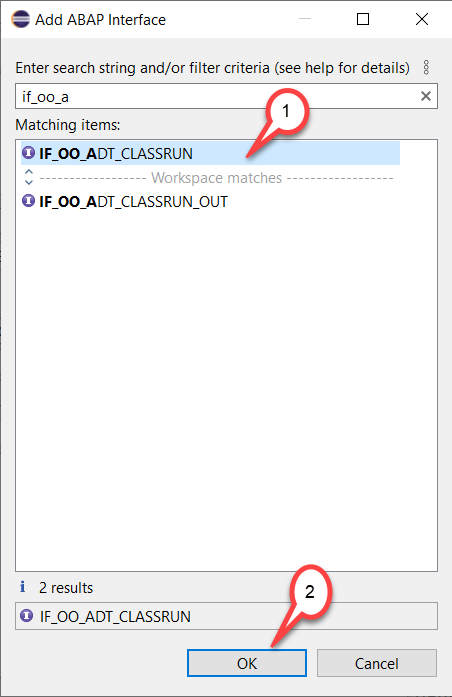 Add ABAP Interface
Enter search string and/or filter criteria (see help for details)
if_oo_a
1
Matching items:
IF_OO_ADT_CLASSRUN
Workspace matches
IF_OO_ADT_CLASSRUN_OUT
2 results
2
IF_OO_ADT_CLASSRUN
OK Cancel